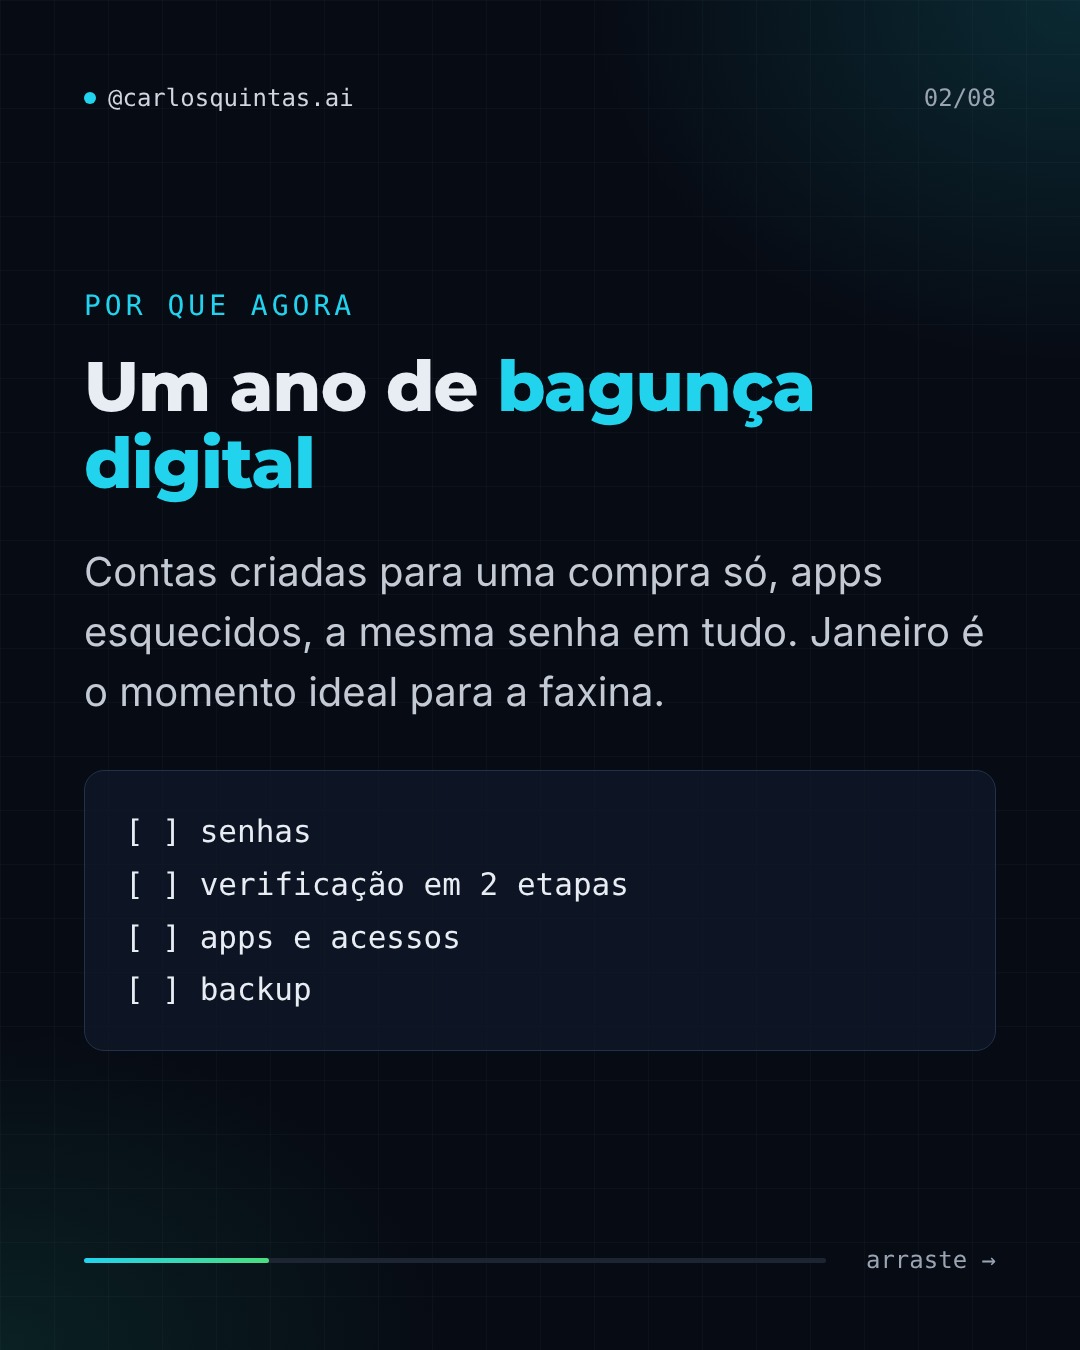 @carlosquintas.ai
02/08
POR QUE AGORA
Um ano de bagunça
digital
Contas criadas para uma compra só, apps
esquecidos, a mesma senha em tudo. Janeiro é
o momento ideal para a faxina.
[ ] senhas
[ ] verificação em 2 etapas
[ ] apps e acessos
[ ] backup
arraste →